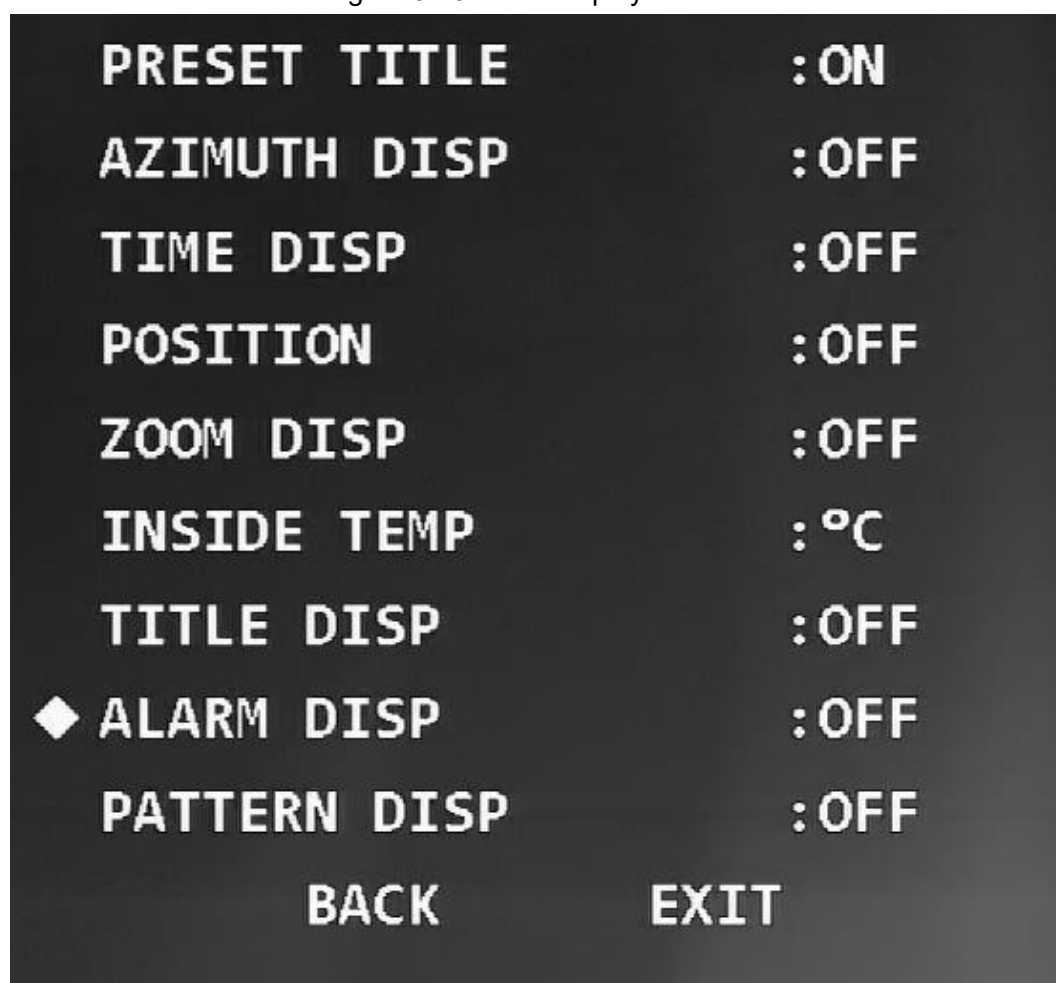 PRESET TITLE :ON
AZIMUTH DISP :OFF
TIME DISP :OFF
POSITION :OFF
ZOOM DISP :OFF
INSIDE TEMP :°C
TITLE DISP :OFF
ALARM DISP :OFF
PATTERN DISP :OFF
BACK EXIT